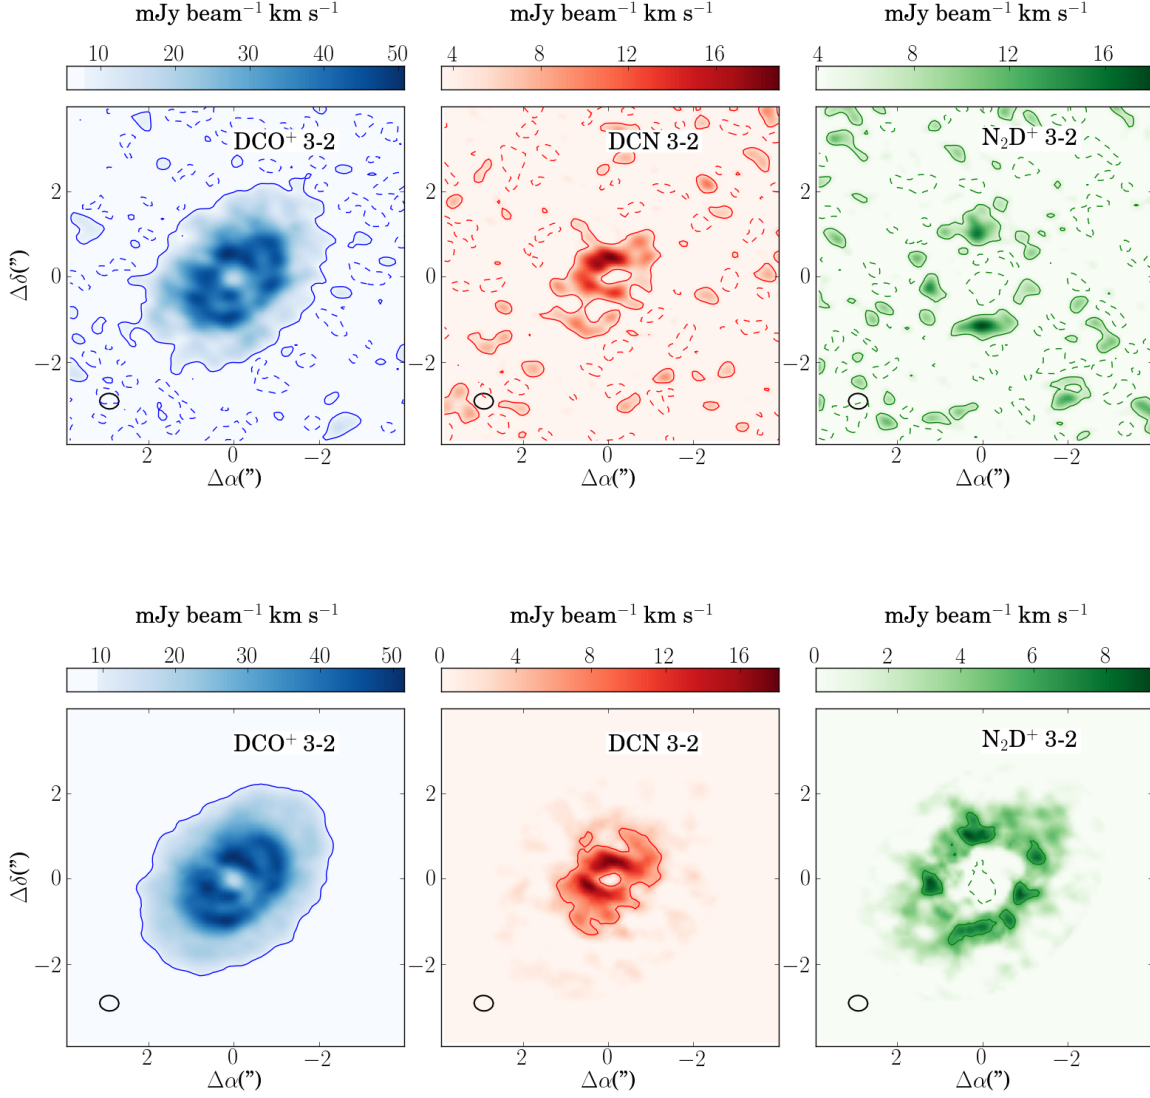 mJy beam⁻¹ km s⁻¹ mJy beam⁻¹ km s⁻¹ mJy beam⁻¹ km s⁻¹
10 20 30 40 50 4 8 12 16 4 8 12 16
DCO⁺ 3-2 DCN 3-2 N₂D⁺ 3-2
2 2 2
Δδ(") 0 0 0
−2 −2 −2
2 0 −2 2 0 −2 2 0 −2
Δα(") Δα(") Δα(")
mJy beam⁻¹ km s⁻¹ mJy beam⁻¹ km s⁻¹ mJy beam⁻¹ km s⁻¹
10 20 30 40 50 0 4 8 12 16 0 2 4 6 8
DCO⁺ 3-2 DCN 3-2 N₂D⁺ 3-2
2 2 2
Δδ(") 0 0 0
−2 −2 −2
2 0 −2 2 0 −2 2 0 −2
Δα(") Δα(") Δα(")